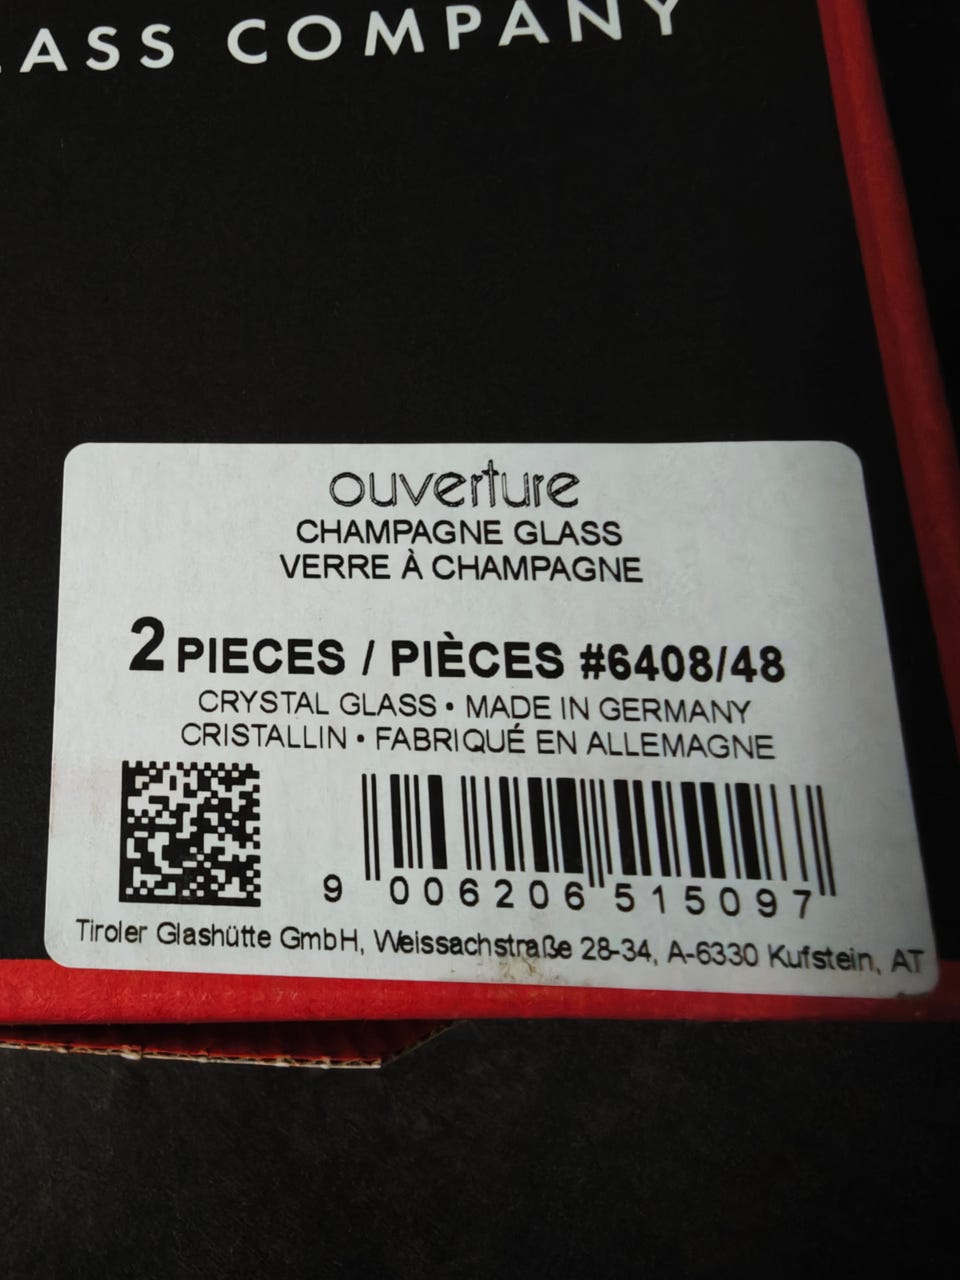 LASS COMPANY
ouverture
CHAMPAGNE GLASS
VERRE À CHAMPAGNE
2 PIECES / PIÈCES #6408/48
CRYSTAL GLASS • MADE IN GERMANY
CRISTALLIN • FABRIQUÉ EN ALLEMAGNE
9 006206 515097
Tiroler Glashütte GmbH, Weissachstraße 28-34, A-6330 Kufstein, AT